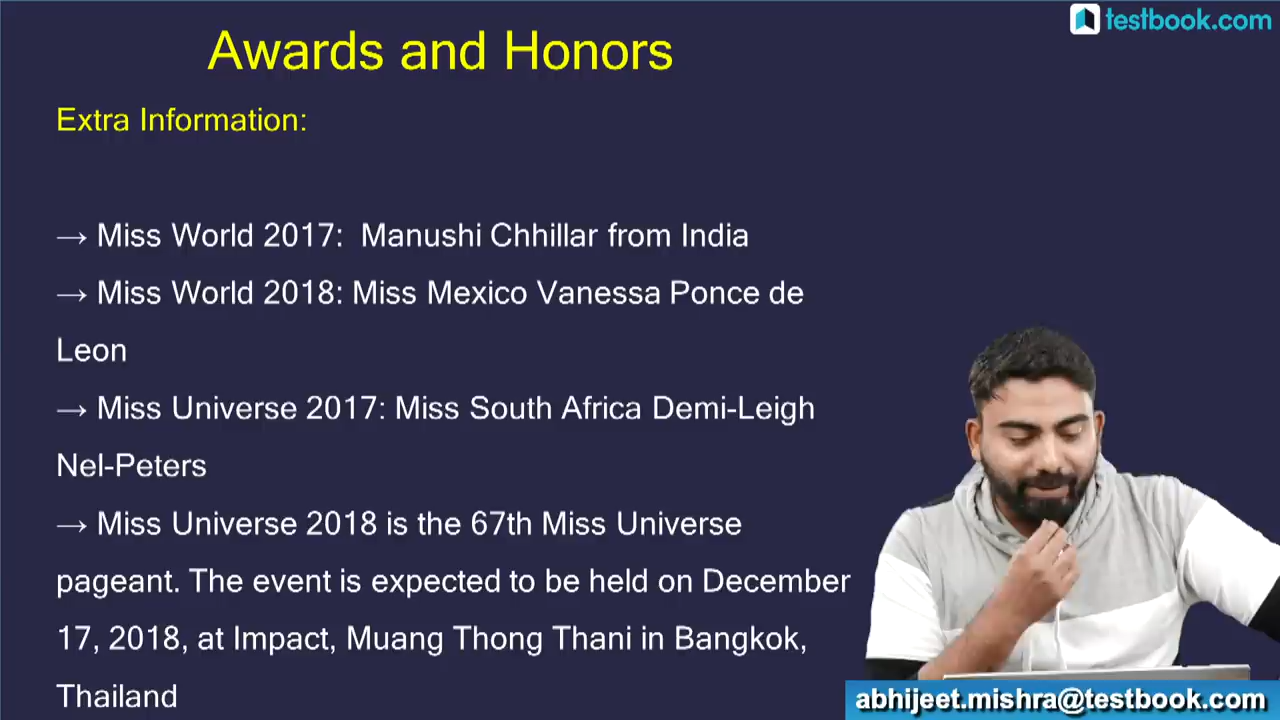 testbook.com
Awards and Honors
Extra Information:
→ Miss World 2017: Manushi Chhillar from India
→ Miss World 2018: Miss Mexico Vanessa Ponce de
Leon
→ Miss Universe 2017: Miss South Africa Demi-Leigh
Nel-Peters
→ Miss Universe 2018 is the 67th Miss Universe
pageant. The event is expected to be held on December
17, 2018, at Impact, Muang Thong Thani in Bangkok,
Thailand
abhijeet.mishra@testbook.com